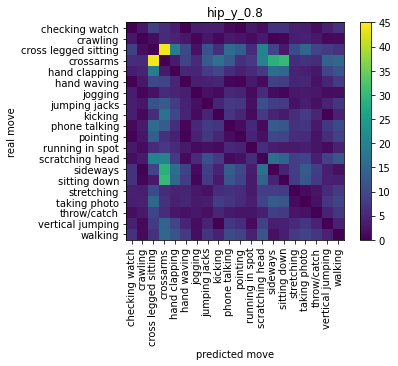 hip_y_0.8
real move
checking watch
crawling
cross legged sitting
crossarms
hand clapping
hand waving
jogging
jumping jacks
kicking
phone talking
pointing
running in spot
scratching head
sideways
sitting down
stretching
taking photo
throw/catch
vertical jumping
walking
checking watch
crawling
cross legged sitting
crossarms
hand clapping
hand waving
jogging
jumping jacks
kicking
phone talking
pointing
running in spot
scratching head
sideways
sitting down
stretching
taking photo
throw/catch
vertical jumping
walking
predicted move
45
40
35
30
25
20
15
10
5
0